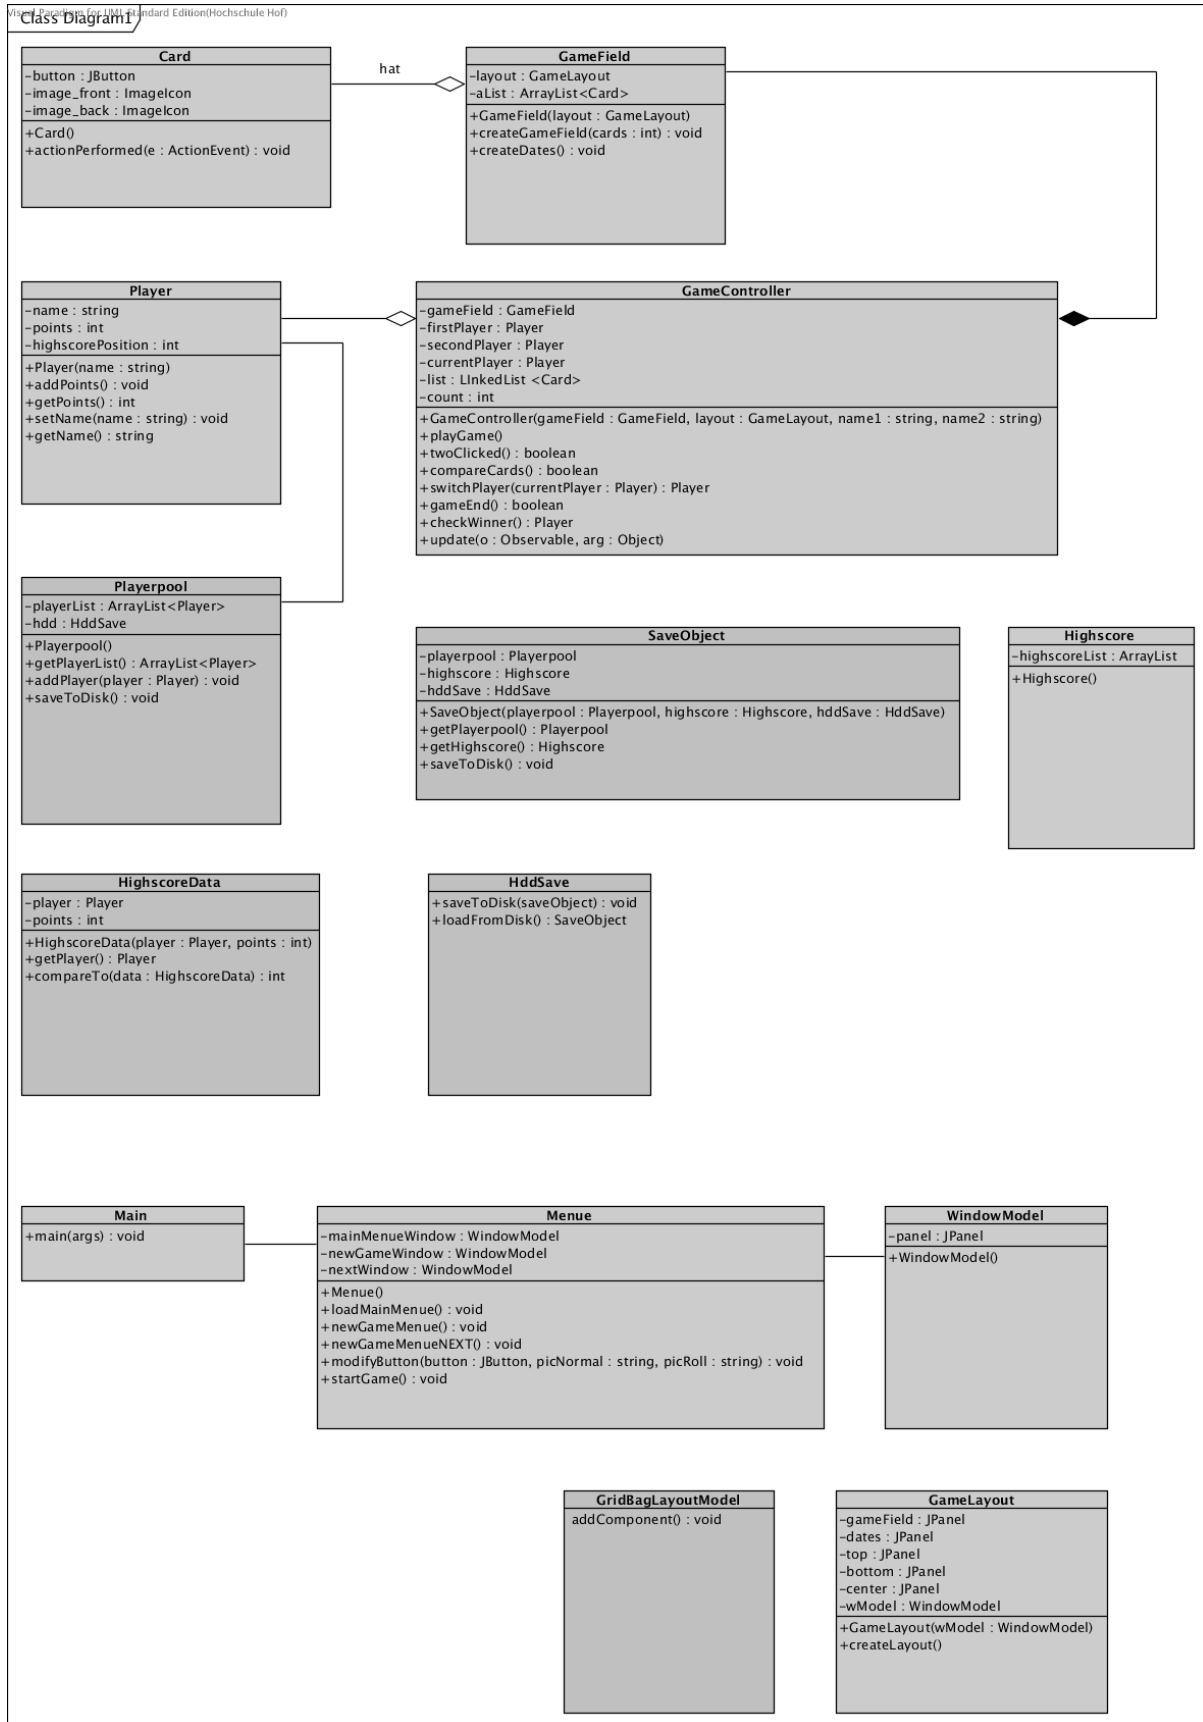 Visual Paradigm for UML Standard Edition(Hochschule Hof)
Class Diagram1
Card
-button : JButton
-image_front : ImageIcon
-image_back : ImageIcon
+Card()
+actionPerformed(e : ActionEvent) : void
hat
GameField
-layout : GameLayout
-aList : ArrayList<Card>
+GameField(layout : GameLayout)
+createGameField(cards : int) : void
+createDates() : void
Player
-name : string
-points : int
-highscorePosition : int
+Player(name : string)
+addPoints() : void
+getPoints() : int
+setName(name : string) : void
+getName() : string
GameController
-gameField : GameField
-firstPlayer : Player
-secondPlayer : Player
-currentPlayer : Player
-list : LInkedList <Card>
-count : int
+GameController(gameField : GameField, layout : GameLayout, name1 : string, name2 : string)
+playGame()
+twoClicked() : boolean
+compareCards() : boolean
+switchPlayer(currentPlayer : Player) : Player
+gameEnd() : boolean
+checkWinner() : Player
+update(o : Observable, arg : Object)
Playerpool
-playerList : ArrayList<Player>
-hdd : HddSave
+Playerpool()
+getPlayerList() : ArrayList<Player>
+addPlayer(player : Player) : void
+saveToDisk() : void
SaveObject
-playerpool : Playerpool
-highscore : Highscore
-hddSave : HddSave
+SaveObject(playerpool : Playerpool, highscore : Highscore, hddSave : HddSave)
+getPlayerpool() : Playerpool
+getHighscore() : Highscore
+saveToDisk() : void
Highscore
-highscoreList : ArrayList
+Highscore()
HighscoreData
-player : Player
-points : int
+HighscoreData(player : Player, points : int)
+getPlayer() : Player
+compareTo(data : HighscoreData) : int
HddSave
+saveToDisk(saveObject) : void
+loadFromDisk() : SaveObject
Main
+main(args) : void
Menue
-mainMenueWindow : WindowModel
-newGameWindow : WindowModel
-nextWindow : WindowModel
+Menue()
+loadMainMenue() : void
+newGameMenue() : void
+newGameMenueNEXT() : void
+modifyButton(button : JButton, picNormal : string, picRoll : string) : void
+startGame() : void
WindowModel
-panel : JPanel
+WindowModel()
GridBagLayoutModel
addComponent() : void
GameLayout
-gameField : JPanel
-dates : JPanel
-top : JPanel
-bottom : JPanel
-center : JPanel
-wModel : WindowModel
+GameLayout(wModel : WindowModel)
+createLayout()